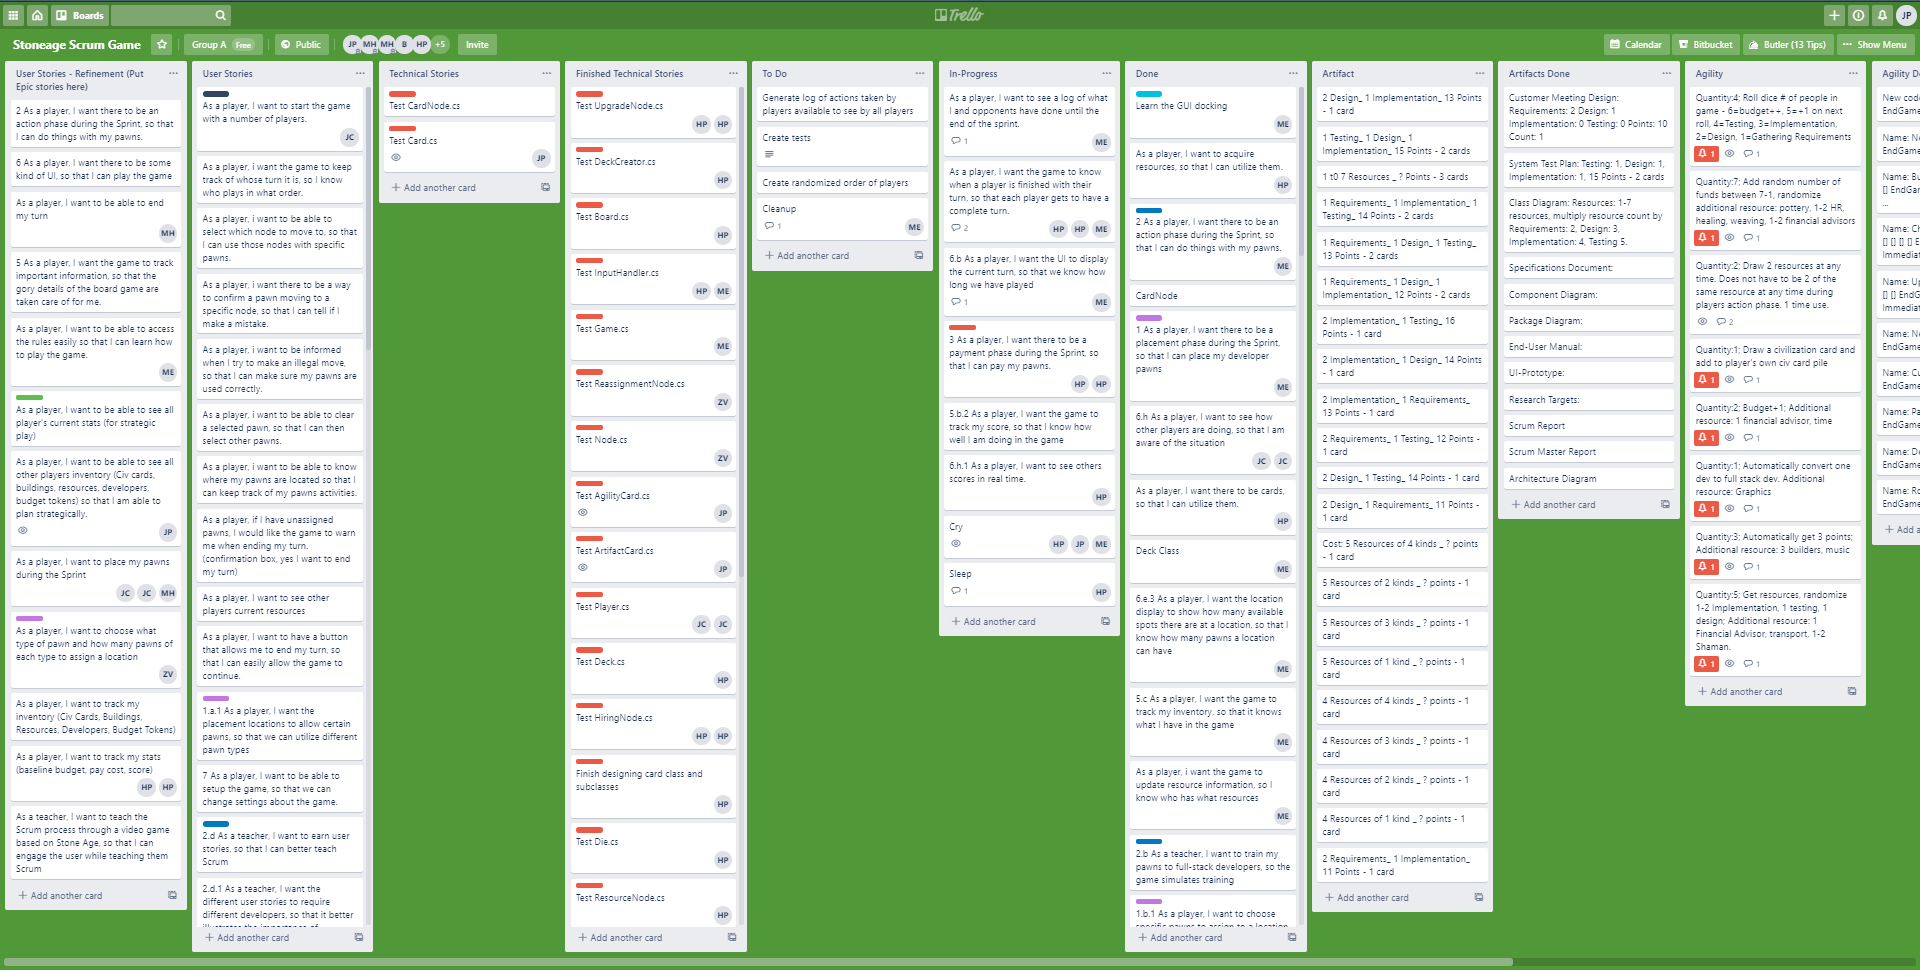 Boards
Trello
JP
Stoneage Scrum Game
Group A Free
Public
JP MH MH B HP +5
Invite
Calendar
Bitbucket
Butler (13 Tips)
Show Menu
User Stories - Refinement (Put
Epic stories here)
2 As a player, I want there to be an
action phase during the Sprint, so that
I can do things with my pawns.
6 As a player, I want there to be some
kind of UI, so that I can play the game
As a player, I want to be able to end
my turn
MH
5 As a player, I want the game to track
important information, so that the
gory details of the board game are
taken care of for me.
As a player, I want to be able to access
the rules easily so that I can learn how
to play the game.
ME
As a player, I want to be able to see all
player's current stats (for strategic
play)
As a player, I want to be able to see all
other players inventory (Civ cards,
buildings, resources, developers,
budget tokens) so that I am able to
plan strategically.
JP
As a player, I want to place my pawns
during the Sprint
JC JC MH
As a player, I want to choose what
type of pawn and how many pawns of
each type to assign a location
ZV
As a player, I want to track my
inventory (Civ Cards, Buildings,
Resources, Developers, Budget Tokens)
As a player, I want to track my stats
(baseline budget, pay cost, score)
HP HP
As a teacher, I want to teach the
Scrum process through a video game
based on Stone Age, so that I can
engage the user while teaching them
Scrum
+ Add another card
User Stories
As a player, I want to start the game
with a number of players.
JC
As a player, i want the game to keep
track of whose turn it is, so I know
who plays in what order.
As a player, i want to be able to
select which node to move to, so that
I can use those nodes with specific
pawns.
As a player, i want there to be a way
to confirm a pawn moving to a
specific node, so that I can tell if I
make a mistake.
As a player, i want to be informed
when I try to make an illegal move,
so that I can make sure my pawns are
used correctly.
As a player, i want to be able to clear
a selected pawn, so that I can then
select other pawns.
As a player, i want to be able to know
where my pawns are located so that I
can keep track of my pawns activities.
As a player, if I have unassigned
pawns, I would like the game to warn
me when ending my turn.
(confirmation box, yes I want to end
my turn)
As a player, I want to see other
players current resources
As a player, I want to have a button
that allows me to end my turn, so
that I can easily allow the game to
continue.
1.a.1 As a player, I want the
placement locations to allow certain
pawns, so that we can utilize different
pawn types
7 As a player, I want to be able to
setup the game, so that we can
change settings about the game.
2.d As a teacher, I want to earn user
stories, so that I can better teach
Scrum
2.d.1 As a teacher, I want the
different user stories to require
different developers, so that it better
illustrates the importance of
+ Add another card
Technical Stories
Test CardNode.cs
Test Card.cs
JP
+ Add another card
Finished Technical Stories
Test UpgradeNode.cs
HP HP
Test DeckCreator.cs
HP
Test Board.cs
HP
Test InputHandler.cs
HP ME
Test Game.cs
ME
Test ReassignmentNode.cs
ZV
Test Node.cs
ZV
Test AgilityCard.cs
JP
Test ArtifactCard.cs
JP
Test Player.cs
JC JC
Test Deck.cs
HP
Test HiringNode.cs
HP HP
Finish designing card class and
subclasses
HP
Test Die.cs
HP
Test ResourceNode.cs
HP
+ Add another card
To Do
Generate log of actions taken by
players available to see by all players
Create tests
Create randomized order of players
Cleanup
1
ME
+ Add another card
In-Progress
As a player, I want to see a log of what
I and opponents have done until the
end of the sprint.
1
ME
As a player, I want the game to know
when a player is finished with their
turn, so that each player gets to have a
complete turn.
2
HP HP ME
6.b As a player, I want the UI to display
the current turn, so that we know how
long we have played
1
ME
3 As a player, I want there to be a
payment phase during the Sprint, so
that I can pay my pawns.
HP HP
5.b.2 As a player, I want the game to
track my score, so that I know how
well I am doing in the game
6.h.1 As a player, I want to see others
scores in real time.
HP
Cry
HP JP ME
Sleep
1
HP
+ Add another card
Done
Learn the GUI docking
ME
As a player, I want to acquire
resources, so that I can utilize them.
HP
2 As a player, I want there to be an
action phase during the Sprint, so
that I can do things with my pawns.
ME
CardNode
1 As a player, I want there to be a
placement phase during the Sprint,
so that I can place my developer
pawns
ME
6.h As a player, I want to see how
other players are doing, so that I am
aware of the situation
JC JC
As a player, I want there to be cards,
so that I can utilize them.
HP
Deck Class
ME
6.e.3 As a player, I want the location
display to show how many available
spots there are at a location, so that I
know how many pawns a location
can have
ME
5.c As a player, I want the game to
track my inventory, so that it knows
what I have in the game
ME
As a player, i want the game to
update resource information, so I
know who has what resources
ME
2.b As a teacher, I want to train my
pawns to full-stack developers, so the
game simulates training
1.b.1 As a player, I want to choose
specific pawns to assign to a location
+ Add another card
Artifact
2 Design_ 1 Implementation_ 13 Points
- 2 cards
1 Testing_ 1 Design_ 1
Implementation_ 15 Points - 2 cards
1 t0 7 Resources _ ? Points - 3 cards
1 Requirements_ 1 Implementation_ 1
Testing_ 14 Points - 2 cards
1 Requirements_ 1 Design_ 1 Testing_
13 Points - 2 cards
1 Requirements_ 1 Design_ 1
Implementation_ 12 Points - 2 cards
2 Implementation_ 1 Testing_ 16
Points - 1 card
2 Implementation_ 1 Design_ 14 Points
- 1 card
2 Implementation_ 1 Requirements_
13 Points - 1 card
2 Requirements_ 1 Testing_ 12 Points -
1 card
2 Design_ 1 Testing_ 14 Points - 1 card
2 Design_ 1 Requirements_ 11 Points -
1 card
Cost: 5 Resources of 4 kinds _ ? points
- 1 card
5 Resources of 2 kinds _ ? points - 1
card
5 Resources of 3 kinds _ ? points - 1
card
5 Resources of 1 kind _ ? points - 1
card
4 Resources of 4 kinds _ ? points - 1
card
4 Resources of 3 kinds _ ? points - 1
card
4 Resources of 2 kinds _ ? points - 1
card
4 Resources of 1 kind _ ? points - 1
card
2 Requirements_ 1 Implementation_
11 Points - 1 card
+ Add another card
Artifacts Done
Customer Meeting Design:
Requirements: 2 Design: 1
Implementation: 0 Testing: 0 Points: 10
Count: 1
System Test Plan: Testing: 1, Design: 1,
Implementation: 1, 15 Points - 2 cards
Class Diagram: Resources: 1-7
resources, multiply resource count by
Requirements: 2, Design: 3,
Implementation: 4, Testing 5.
Specifications Document:
Component Diagram:
Package Diagram:
End-User Manual:
UI-Prototype:
Research Targets:
Scrum Report
Scrum Master Report
Architecture Diagram
+ Add another card
Agility
Quantity:4; Roll dice # of people in
game - 6=budget++, 5=+1 on next
roll, 4=Testing, 3=Implementation,
2=Design, 1=Gathering Requirements
1 1
Quantity:7; Add random number of
funds between 7-1, randomize
additional resource: pottery, 1-2 HR,
healing, weaving, 1-2 financial advisors
1 1
Quantity:2; Draw 2 resources at any
time. Does not have to be 2 of the
same resource at any time during
players action phase. 1 time use.
2
Quantity:1; Draw a civilization card and
add to player's own civ card pile
1 1
Quantity:2; Budget+1; Additional
resource: 1 financial advisor, time
1 1
Quantity:1; Automatically convert one
dev to full stack dev. Additional
resource: Graphics
1 1
Quantity:3; Automatically get 3 points;
Additional resource: 3 builders, music
1 1
Quantity:5; Get resources, randomize
1-2 Implementation, 1 testing, 1
design; Additional resource: 1
Financial Advisor, transport, 1-2
Shaman.
1 1
+ Add another card
Agility D
New code
EndGame
Name: Ne
EndGame
Name: Bu
[] EndGam
...
Name: Ch
[] [] [] [] E
Immediat
Name: Up
[] [] EndG
Immediat
Name: Ne
EndGame
Name: Cu
EndGame
Name: Pa
EndGame
Name: De
EndGame
Name: Ro
EndGame
+ Add a